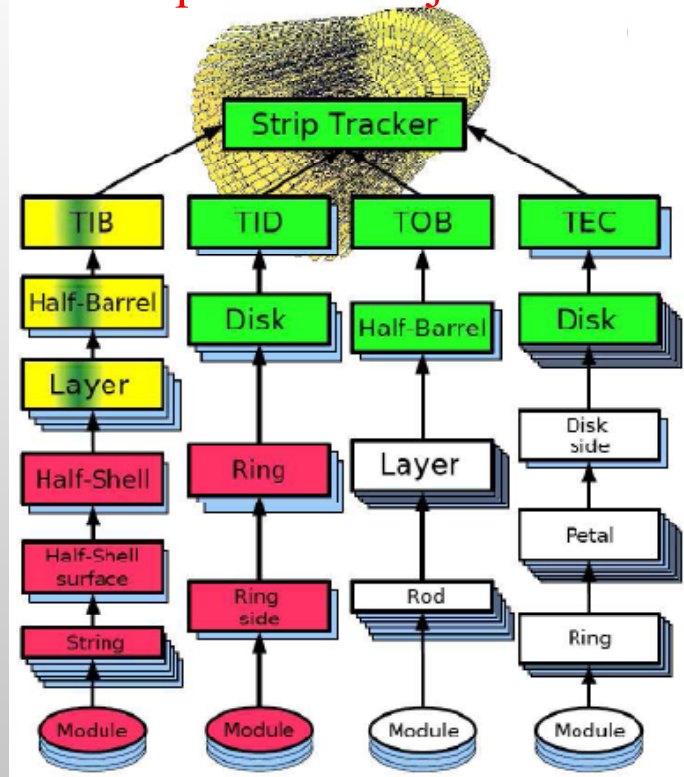 Strip Tracker
TIB
TID
TOB
TEC
Half-Barrel
Disk
Half-Barrel
Disk
Layer
Disk
side
Half-Shell
Ring
Layer
Petal
Half-Shell
surface
Ring
side
Rod
String
Ring
Module
Module
Module
Module